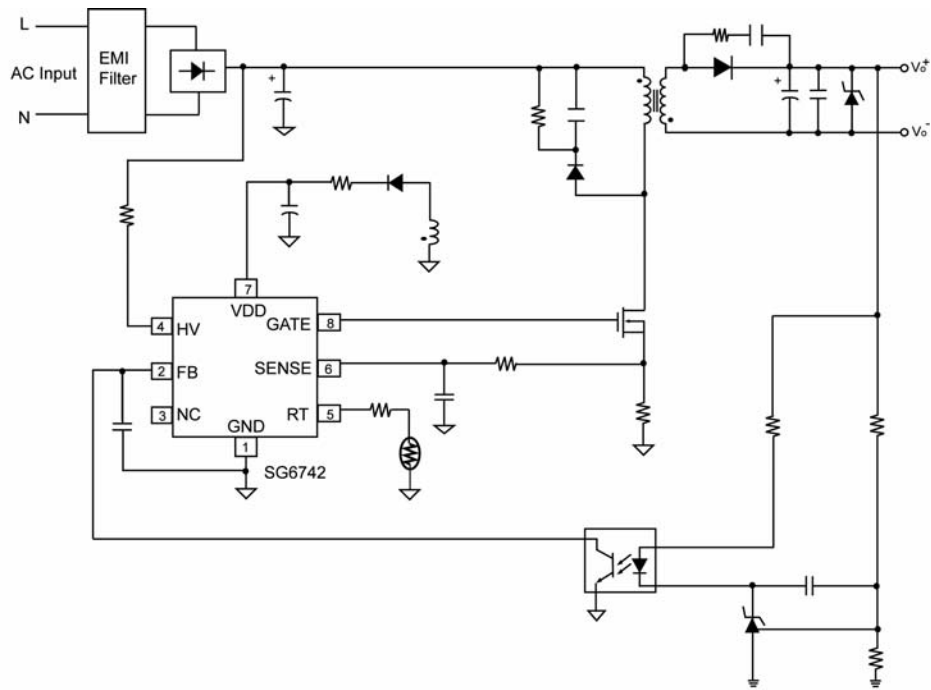 L
EMI
Filter
AC Input
N
+
+
Vo+
Vo-
7
VDD
4
HV
GATE
8
2
FB
SENSE
6
3
NC
RT
5
GND
1
SG6742